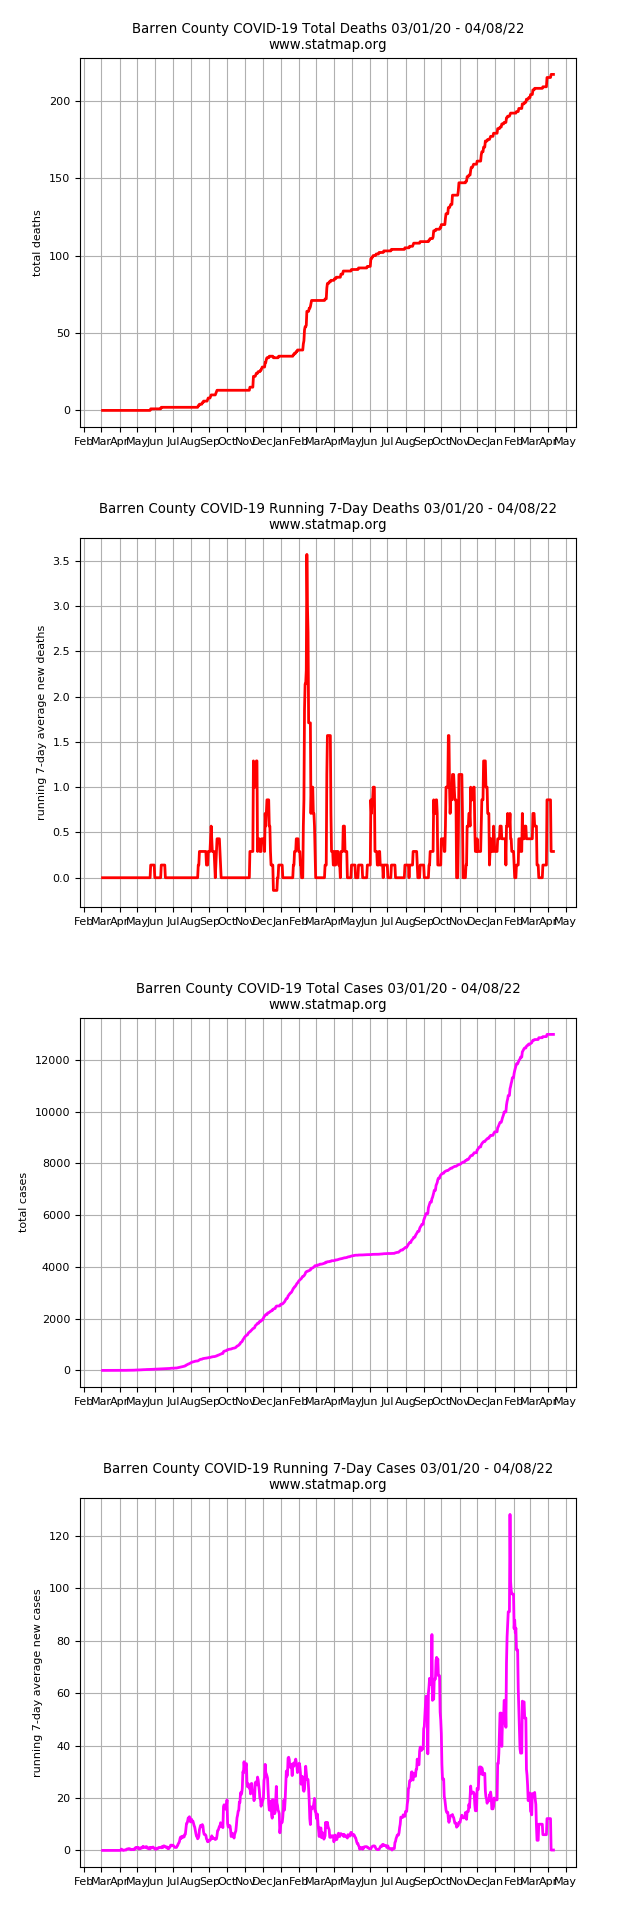 Barren County COVID-19 Total Deaths 03/01/20 - 04/08/22
www.statmap.org
200
150
100
50
0
total deaths
Feb Mar Apr May Jun Jul Aug Sep Oct Nov Dec Jan Feb Mar Apr May Jun Jul Aug Sep Oct Nov Dec Jan Feb Mar Apr May
Barren County COVID-19 Running 7-Day Deaths 03/01/20 - 04/08/22
www.statmap.org
3.5
3.0
2.5
2.0
1.5
1.0
0.5
0.0
running 7-day average new deaths
Feb Mar Apr May Jun Jul Aug Sep Oct Nov Dec Jan Feb Mar Apr May Jun Jul Aug Sep Oct Nov Dec Jan Feb Mar Apr May
Barren County COVID-19 Total Cases 03/01/20 - 04/08/22
www.statmap.org
12000
10000
8000
6000
4000
2000
0
total cases
Feb Mar Apr May Jun Jul Aug Sep Oct Nov Dec Jan Feb Mar Apr May Jun Jul Aug Sep Oct Nov Dec Jan Feb Mar Apr May
Barren County COVID-19 Running 7-Day Cases 03/01/20 - 04/08/22
www.statmap.org
120
100
80
60
40
20
0
running 7-day average new cases
Feb Mar Apr May Jun Jul Aug Sep Oct Nov Dec Jan Feb Mar Apr May Jun Jul Aug Sep Oct Nov Dec Jan Feb Mar Apr May